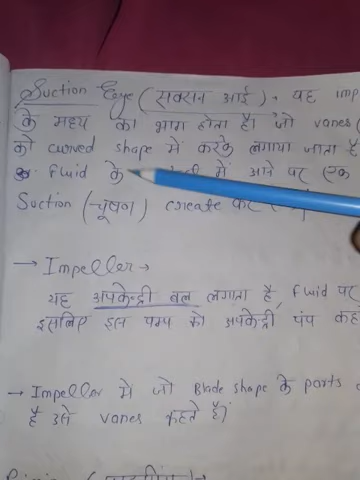 Suction Eye (सक्सन आई), यह imp
के मध्य का भाग होता है। जो vanes (
को curved shape में करके लगाया जाता है
Fluid के में आने पर एक
Suction (चूषण) create कर
→ Impeller →
यह अपकेन्द्री बल लगाता है, fluid पर
इसलिए इस पम्प को अपकेन्द्री पंप कहा
→ Impeller में जो Blade shape के parts
है उसे vanes कहते है।